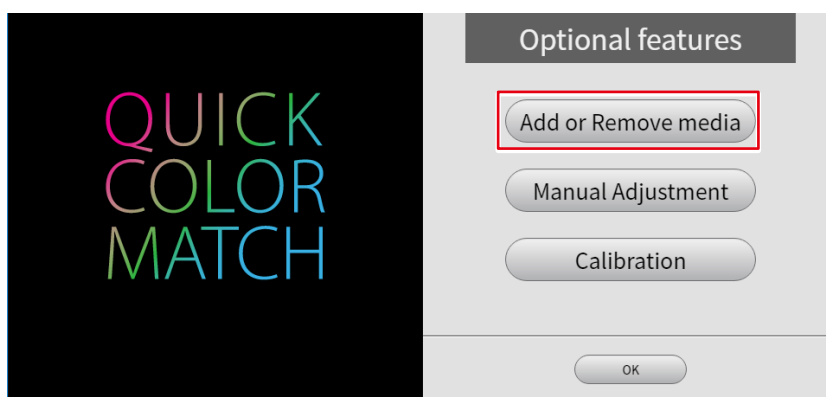 QUICK
COLOR
MATCH
Optional features
Add or Remove media
Manual Adjustment
Calibration
OK